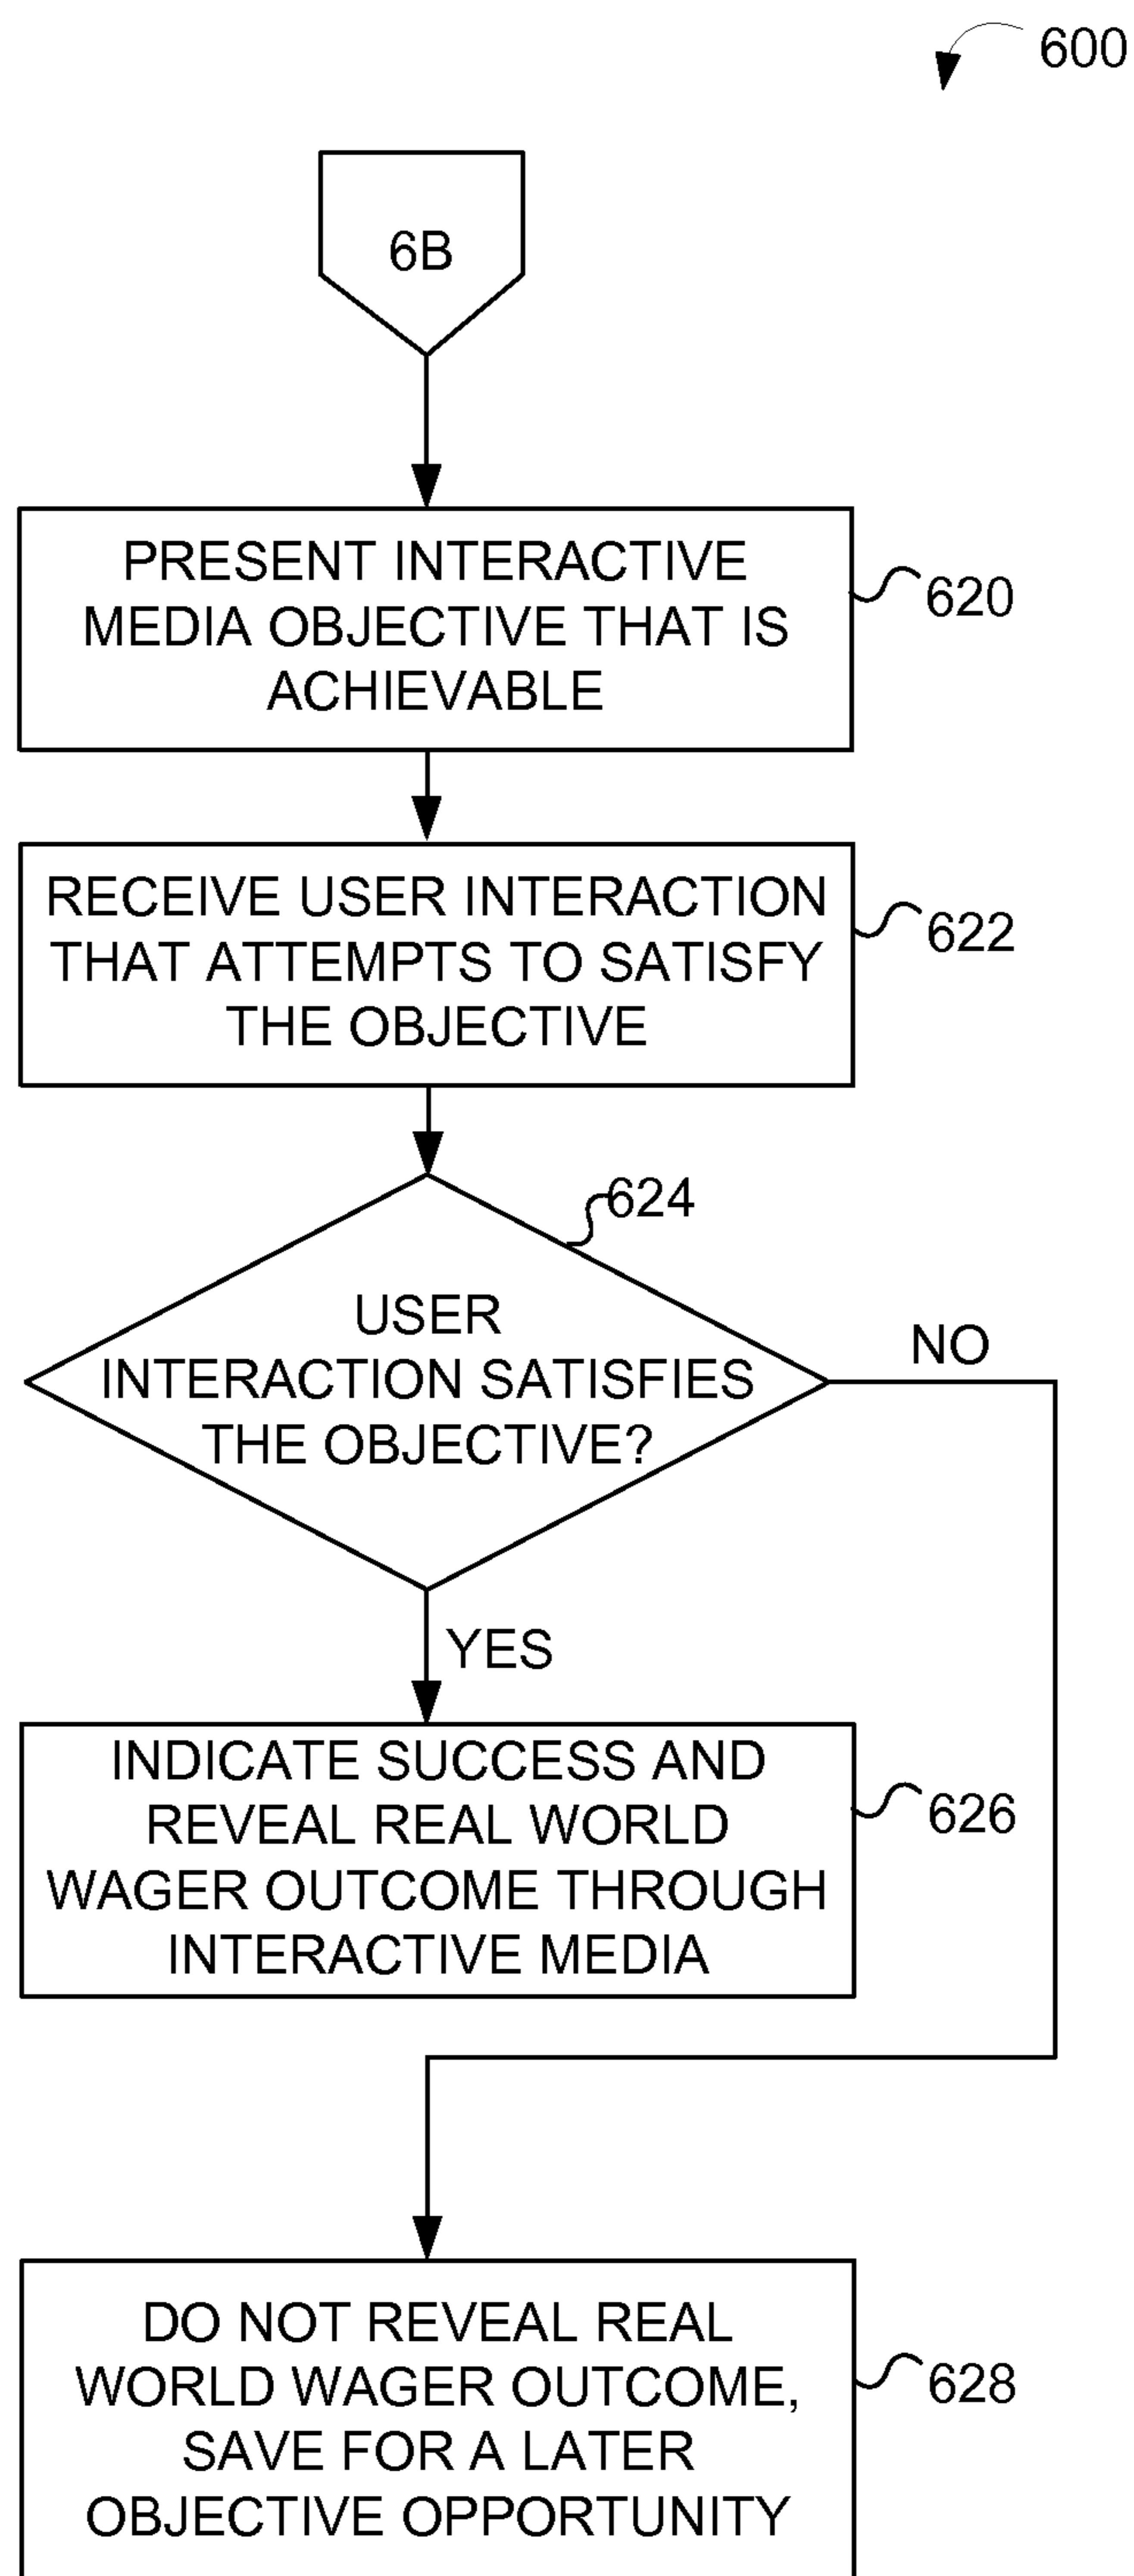 600
6B
PRESENT INTERACTIVE
MEDIA OBJECTIVE THAT IS
ACHIEVABLE
620
RECEIVE USER INTERACTION
THAT ATTEMPTS TO SATISFY
THE OBJECTIVE
622
624
USER
INTERACTION SATISFIES
THE OBJECTIVE?
NO
YES
INDICATE SUCCESS AND
REVEAL REAL WORLD
WAGER OUTCOME THROUGH
INTERACTIVE MEDIA
626
DO NOT REVEAL REAL
WORLD WAGER OUTCOME,
SAVE FOR A LATER
OBJECTIVE OPPORTUNITY
628